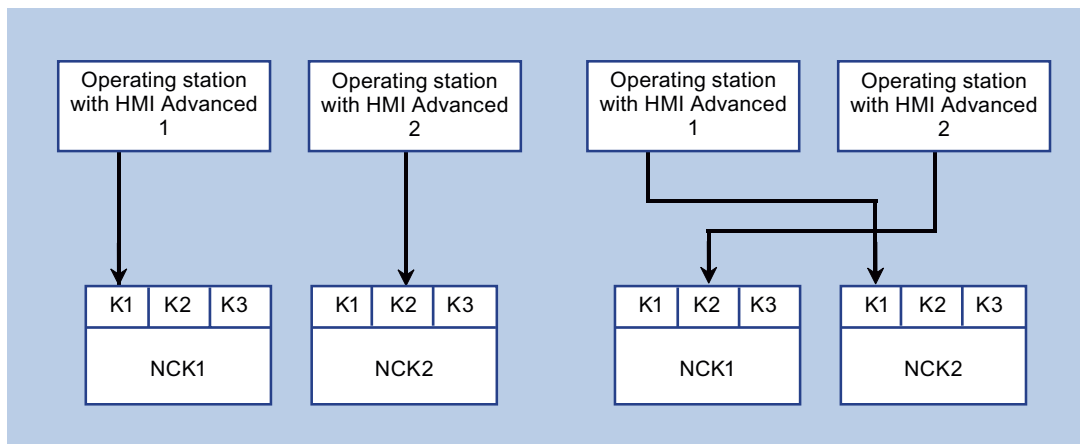 Operating station
with HMI Advanced
1
Operating station
with HMI Advanced
2
Operating station
with HMI Advanced
1
Operating station
with HMI Advanced
2
K1 K2 K3
NCK1
K1 K2 K3
NCK2
K1 K2 K3
NCK1
K1 K2 K3
NCK2